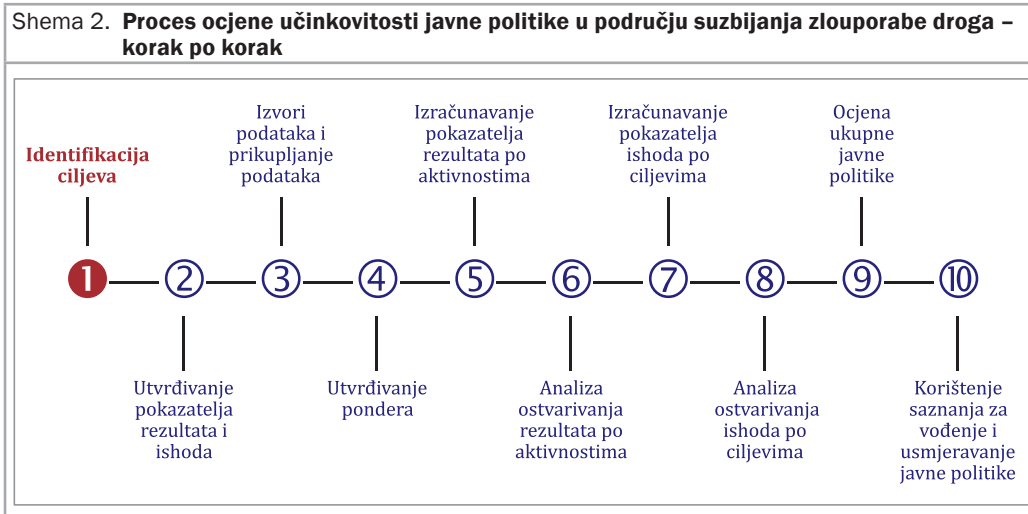 Shema 2. Proces ocjene učinkovitosti javne politike u području suzbijanja zlouporabe droga –
korak po korak
Identifikacija
ciljeva
1
Utvrđivanje
pokazatelja
rezultata i
ishoda
2
Izvori
podataka i
prikupljanje
podataka
3
Utvrđivanje
pondera
4
Izračunavanje
pokazatelja
rezultata po
aktivnostima
5
Analiza
ostvarivanja
rezultata po
aktivnostima
6
Izračunavanje
pokazatelja
ishoda po
ciljevima
7
Analiza
ostvarivanja
ishoda po
ciljevima
8
Ocjena
ukupne
javne
politike
9
Korištenje
saznanja za
vođenje i
usmjeravanje
javne politike
10